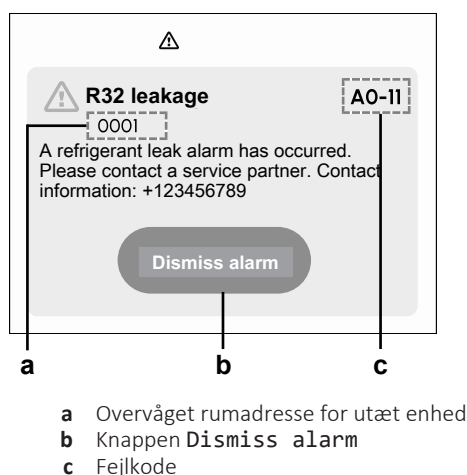 R32 leakage
A0-11
0001
A refrigerant leak alarm has occurred.
Please contact a service partner. Contact
information: +123456789
Dismiss alarm
a b c
a Overvåget rumadresse for utæt enhed
b Knappen Dismiss alarm
c Fejlkode